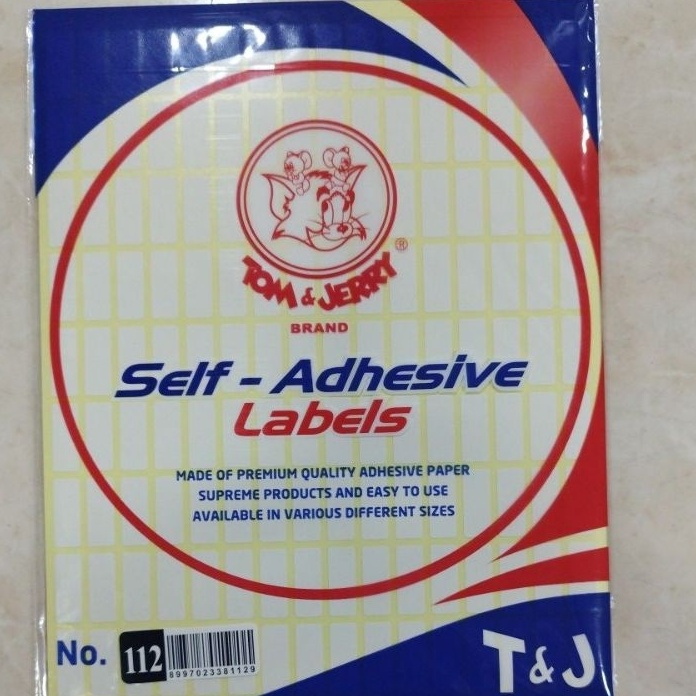 TOM & JERRY ®
BRAND
Self - Adhesive
Labels
MADE OF PREMIUM QUALITY ADHESIVE PAPER
SUPREME PRODUCTS AND EASY TO USE
AVAILABLE IN VARIOUS DIFFERENT SIZES
No. 112
8997023381129
T & J